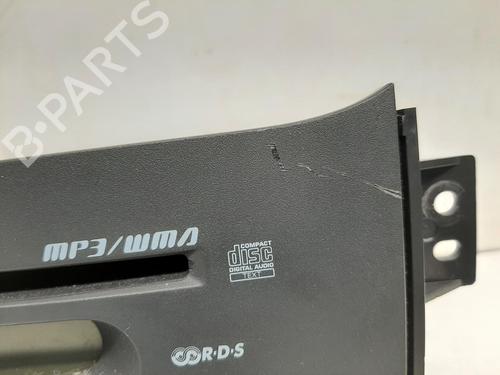 B-PARTS
MP3/WMA
COMPACT
disc
DIGITAL AUDIO
TEXT
R·D·S